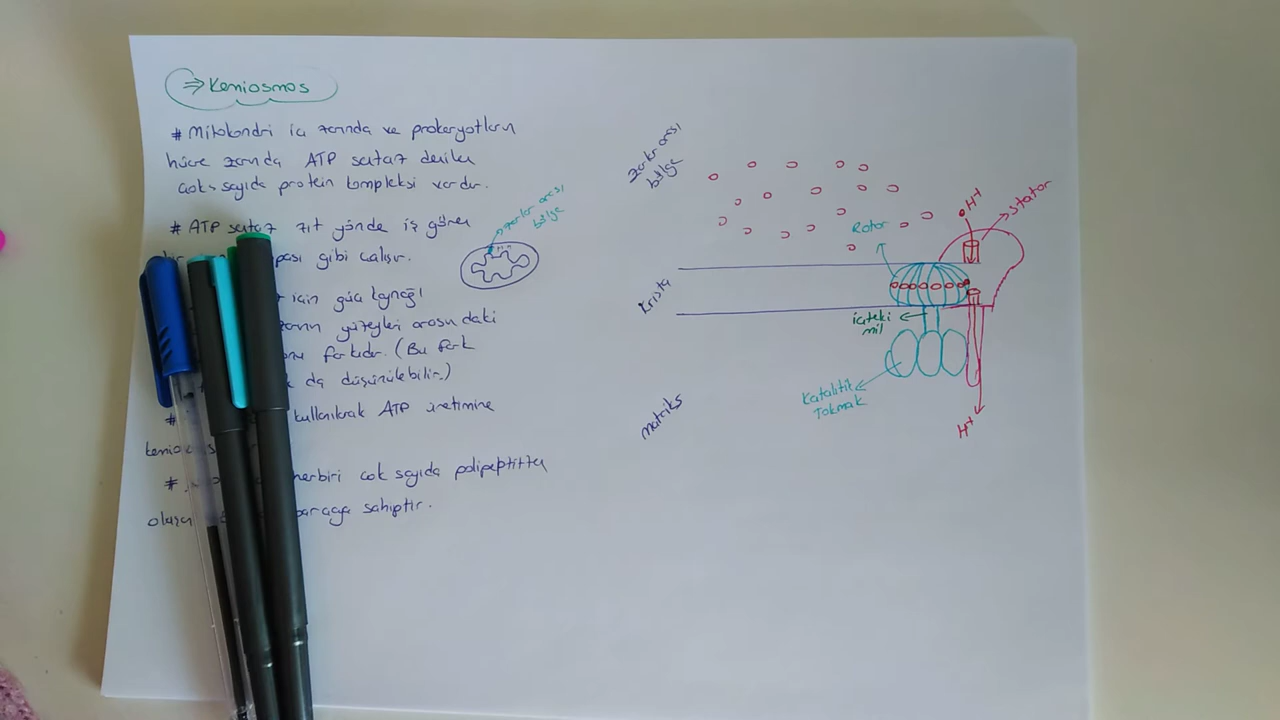 ⇒ Kemiosmos
# Mitokondri iç zarında ve prokaryotların
hücre zarında ATP sentaz denilen
çok sayıda protein kompleksi vardır.
# ATP sentaz zıt yönde iş gören
pası gibi çalışır.
için güç kaynağı
zarın yüzeyleri arasındaki
farkıdır. (Bu fark
da düşünülebilir.)
# kullanılarak ATP üretimine
#
herbiri çok sayıda polipeptitten
oluşan parçaya sahiptir.
zarlar arası
bölge
zarlar arası
bölge
H+
Stator
Rotor
Krista
içteki
mil
Katalitik
Tokmak
matriks
H+